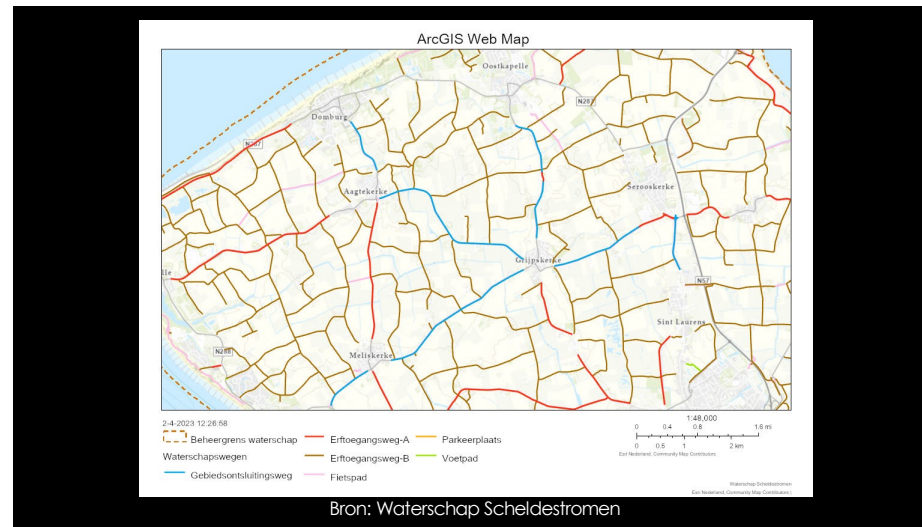 ArcGIS Web Map
Oostkapelle
N287
Domburg
N287
Aagtekerke
Serooskerke
Grijpskerke
lle
N57
Sint Laurens
N288
Meliskerke
2-4-2023 12:26:58
Beheergrens waterschap
Waterschapswegen
Gebiedsontsluitingsweg
Erftoegangsweg-A
Erftoegangsweg-B
Fietspad
Parkeerplaats
Voetpad
1:48,000
0 0.4 0.8 1.6 mi
0 0.5 1 2 km
Esri Nederland, Community Map Contributors
Waterschap Scheldestromen
Esri Nederland, Community Map Contributors |
Bron: Waterschap Scheldestromen